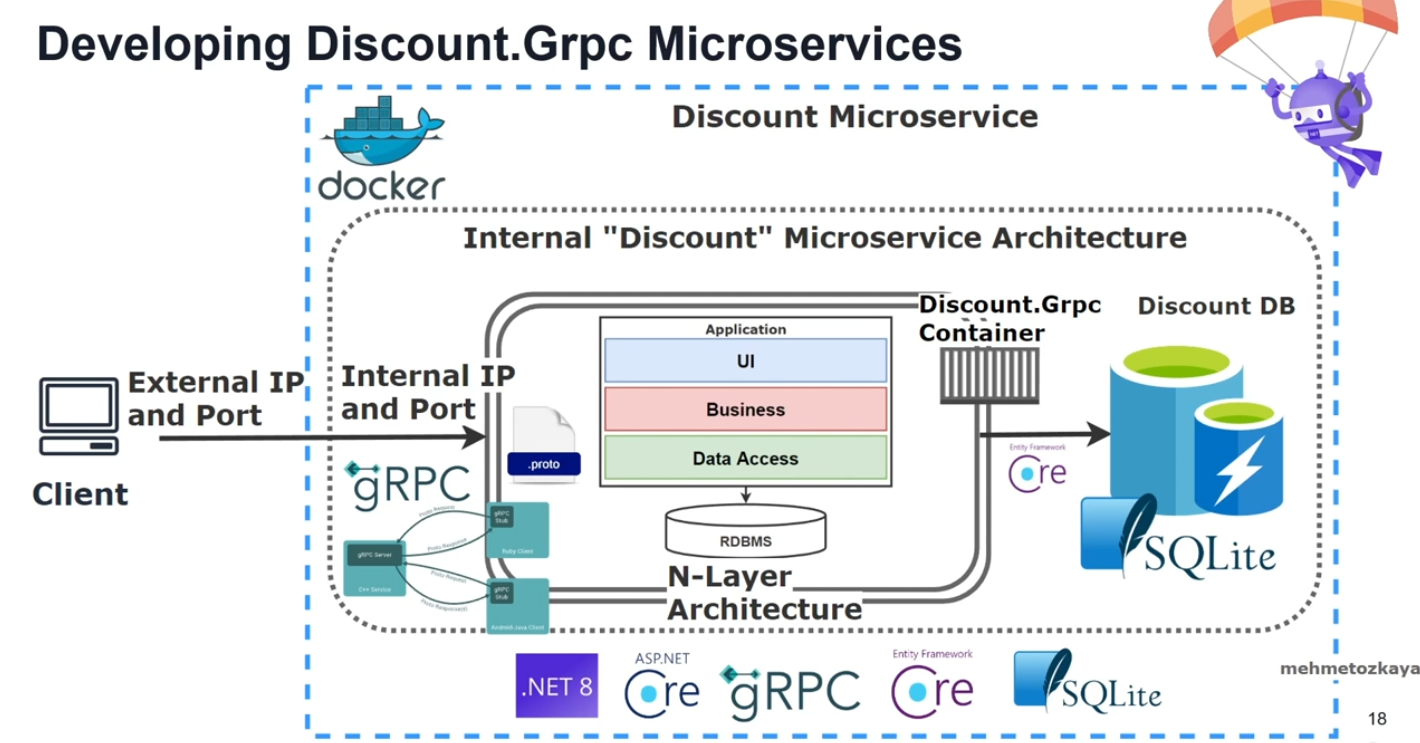 Developing Discount.Grpc Microservices
docker
Discount Microservice
Internal "Discount" Microservice Architecture
Client
External IP
and Port
Internal IP
and Port
gRPC
.proto
gRPC Server
C++ Service
Proto Request
Proto Response
Proto Request
Proto Response(s)
gRPC
Stub
Ruby Client
gRPC
Stub
Android-Java Client
Application
UI
Business
Data Access
RDBMS
N-Layer
Architecture
Discount.Grpc
Container
Entity Framework
Core
Discount DB
SQLite
.NET 8
ASP.NET
Core
gRPC
Entity Framework
Core
SQLite
.NET
mehmetozkaya
18